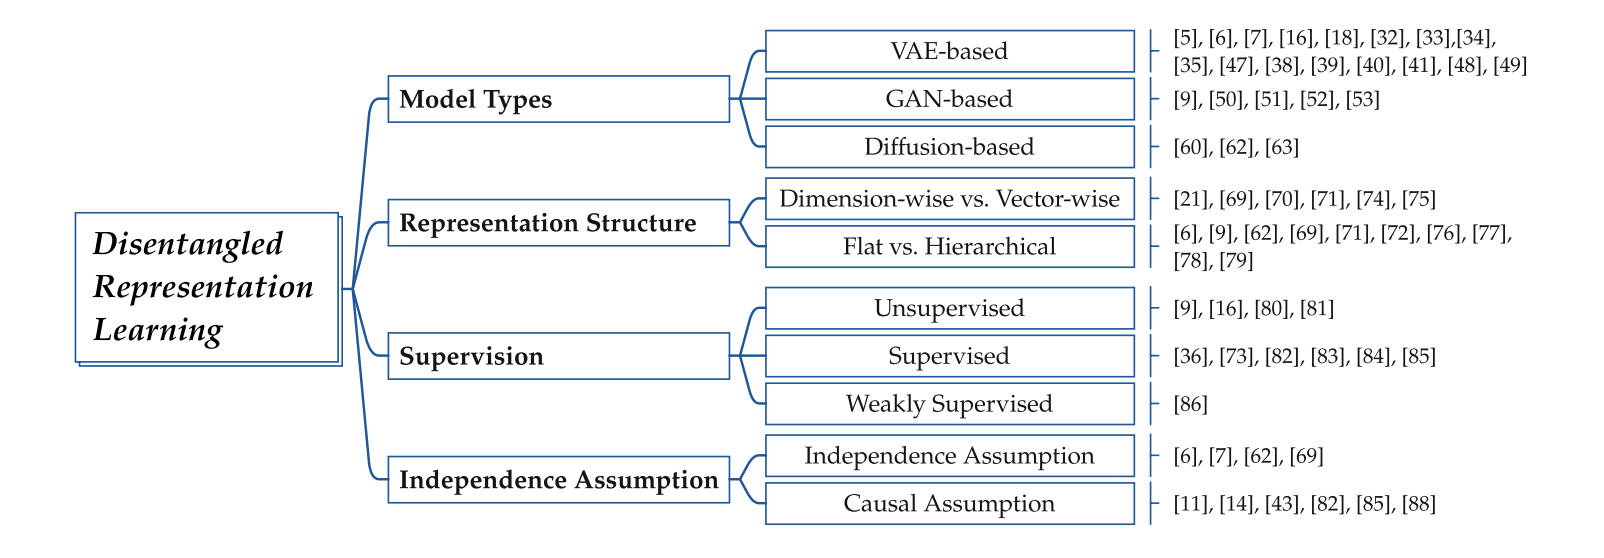 Disentangled
Representation
Learning
Model Types
VAE-based
[5], [6], [7], [16], [18], [32], [33],[34],
[35], [47], [38], [39], [40], [41], [48], [49]
GAN-based
[9], [50], [51], [52], [53]
Diffusion-based
[60], [62], [63]
Representation Structure
Dimension-wise vs. Vector-wise
[21], [69], [70], [71], [74], [75]
Flat vs. Hierarchical
[6], [9], [62], [69], [71], [72], [76], [77],
[78], [79]
Supervision
Unsupervised
[9], [16], [80], [81]
Supervised
[36], [73], [82], [83], [84], [85]
Weakly Supervised
[86]
Independence Assumption
Independence Assumption
[6], [7], [62], [69]
Causal Assumption
[11], [14], [43], [82], [85], [88]